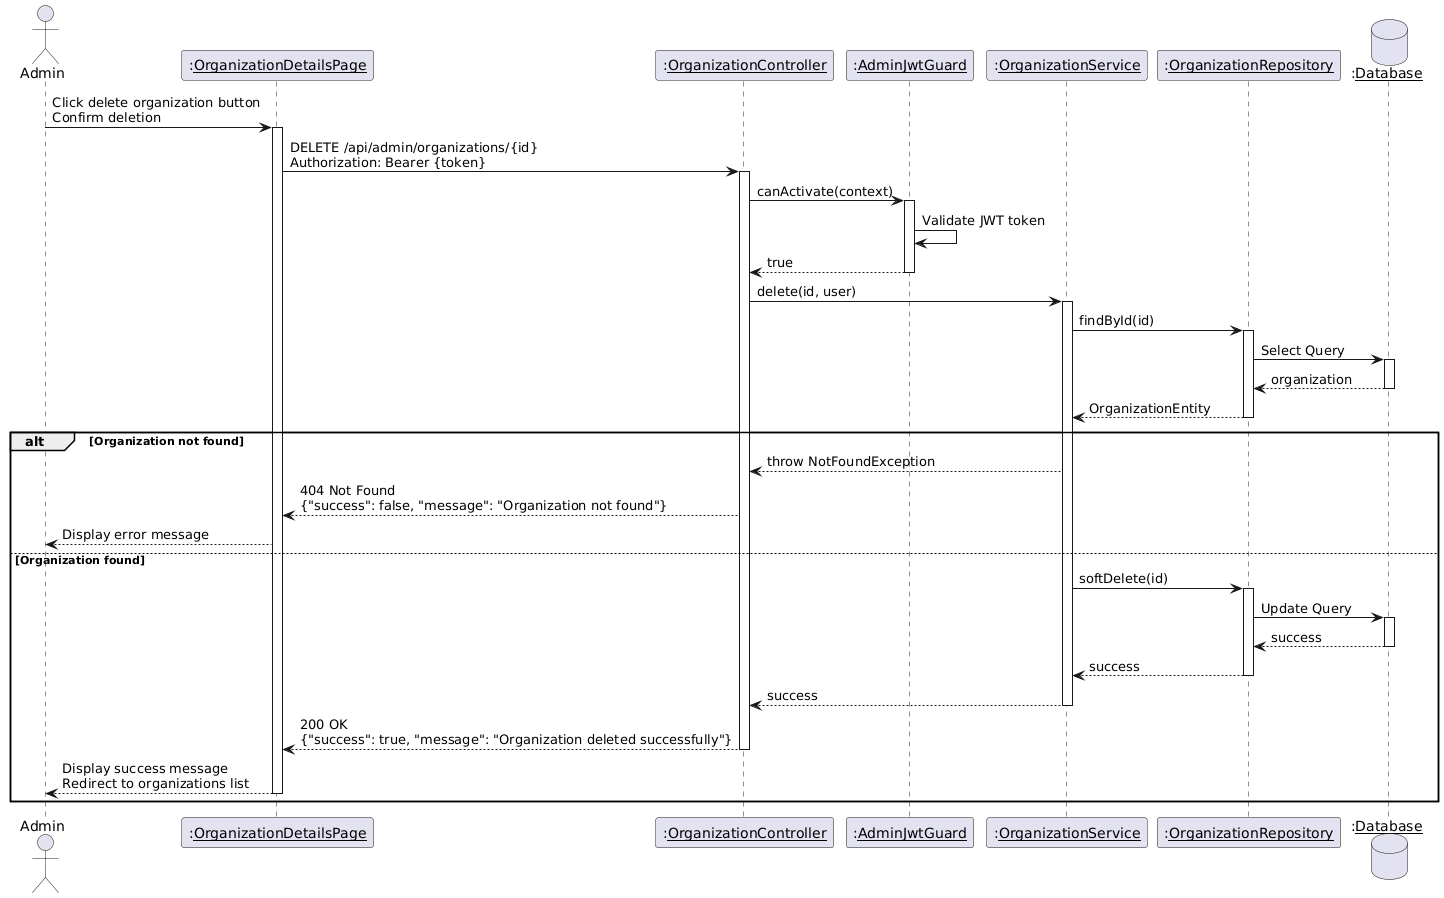 Admin
:OrganizationDetailsPage
:OrganizationController
:AdminJwtGuard
:OrganizationService
:OrganizationRepository
:Database
Click delete organization button
Confirm deletion
DELETE /api/admin/organizations/{id}
Authorization: Bearer {token}
canActivate(context)
Validate JWT token
true
delete(id, user)
findById(id)
Select Query
organization
OrganizationEntity
alt [Organization not found]
throw NotFoundException
404 Not Found
{"success": false, "message": "Organization not found"}
Display error message
[Organization found]
softDelete(id)
Update Query
success
success
success
200 OK
{"success": true, "message": "Organization deleted successfully"}
Display success message
Redirect to organizations list
Admin
:OrganizationDetailsPage
:OrganizationController
:AdminJwtGuard
:OrganizationService
:OrganizationRepository
:Database